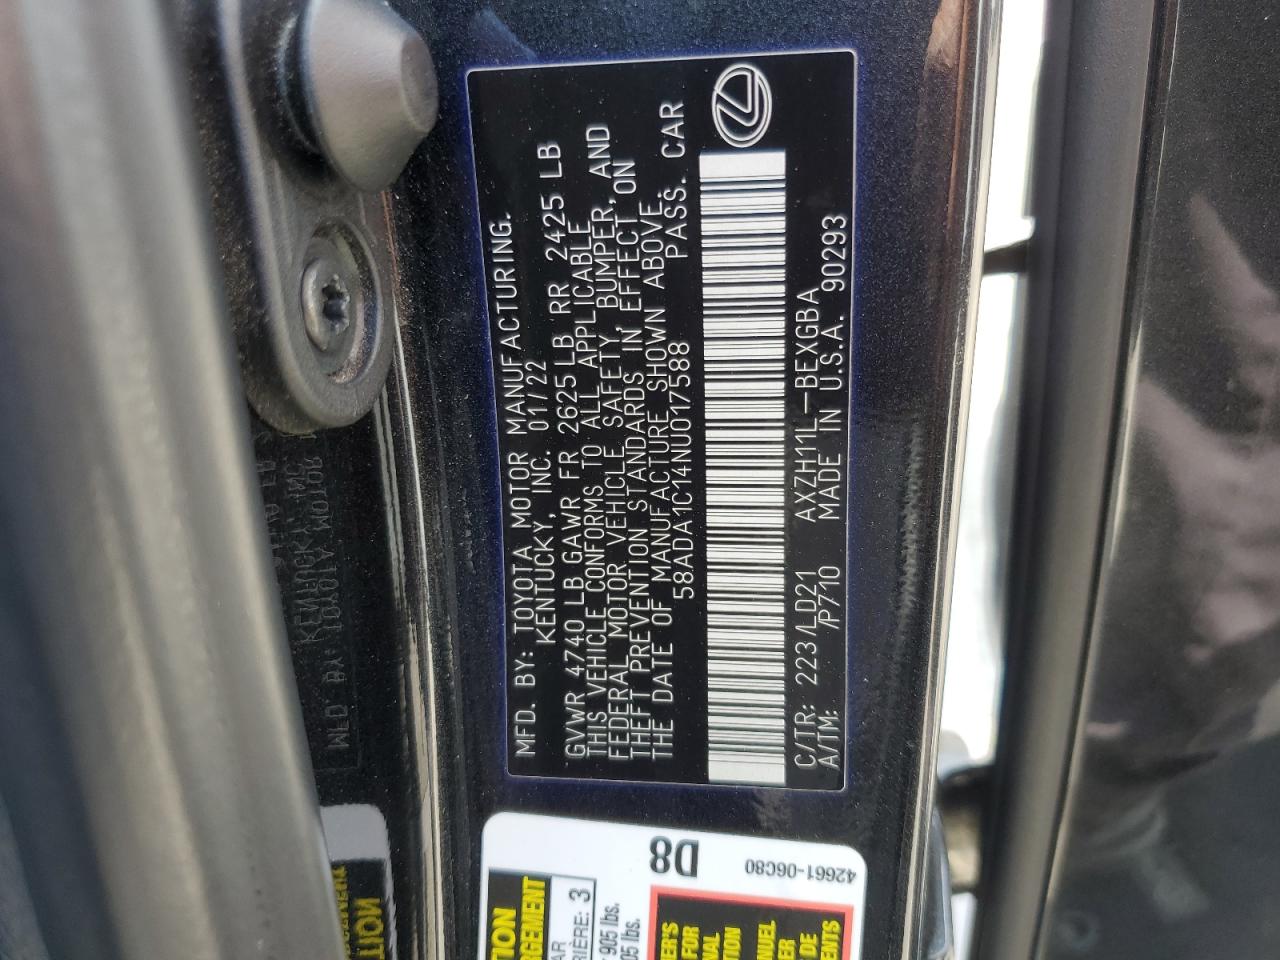 MFD. BY: TOYOTA MOTOR MANUFACTURING.
KENTUCKY, INC. 01/22
GVWR 4740 LB GAWR FR 2625 LB RR 2425 LB
THIS VEHICLE CONFORMS TO ALL APPLICABLE
FEDERAL MOTOR VEHICLE SAFETY, BUMPER, AND
THEFT PREVENTION STANDARDS IN EFFECT ON
THE DATE OF MANUFACTURE SHOWN ABOVE.
58ADA1C14NU017588 PASS. CAR
C/TR: 223/LD21 AXZH11L-BEXGBA
A/TM: /P710 MADE IN U.S.A. 90293
D8
42661-06C80
3
905 lbs.